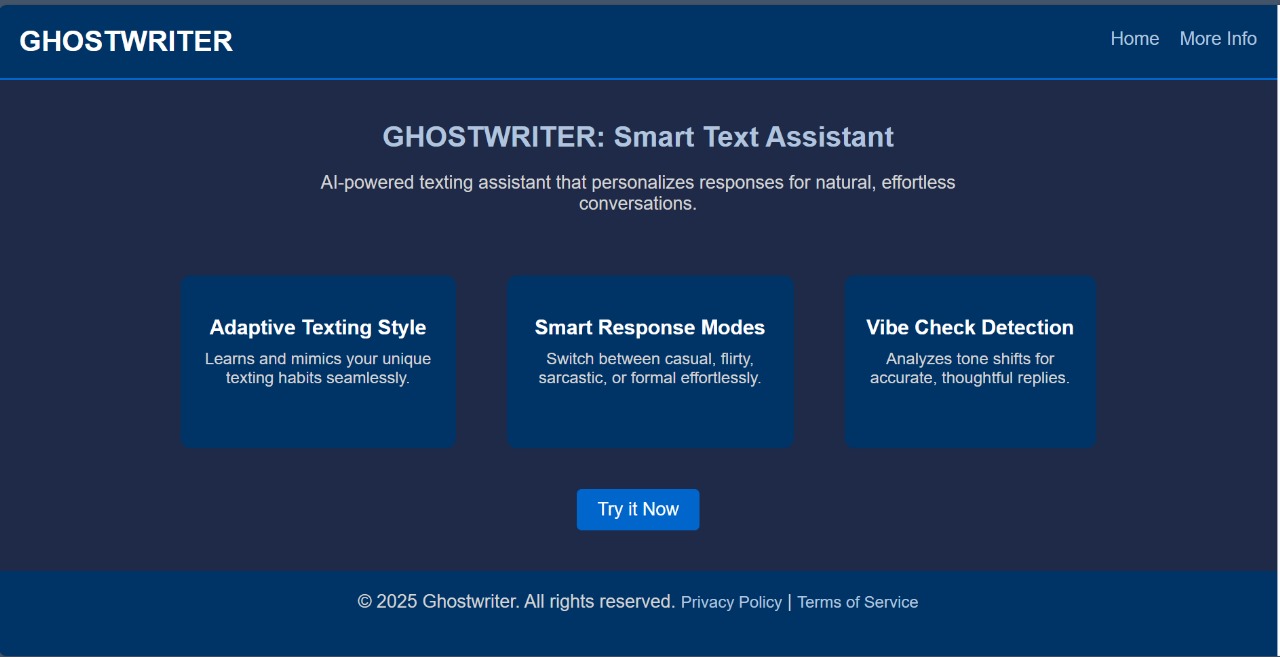 GHOSTWRITER
Home More Info
GHOSTWRITER: Smart Text Assistant
AI-powered texting assistant that personalizes responses for natural, effortless
conversations.
Adaptive Texting Style
Learns and mimics your unique
texting habits seamlessly.
Smart Response Modes
Switch between casual, flirty,
sarcastic, or formal effortlessly.
Vibe Check Detection
Analyzes tone shifts for
accurate, thoughtful replies.
Try it Now
© 2025 Ghostwriter. All rights reserved. Privacy Policy | Terms of Service